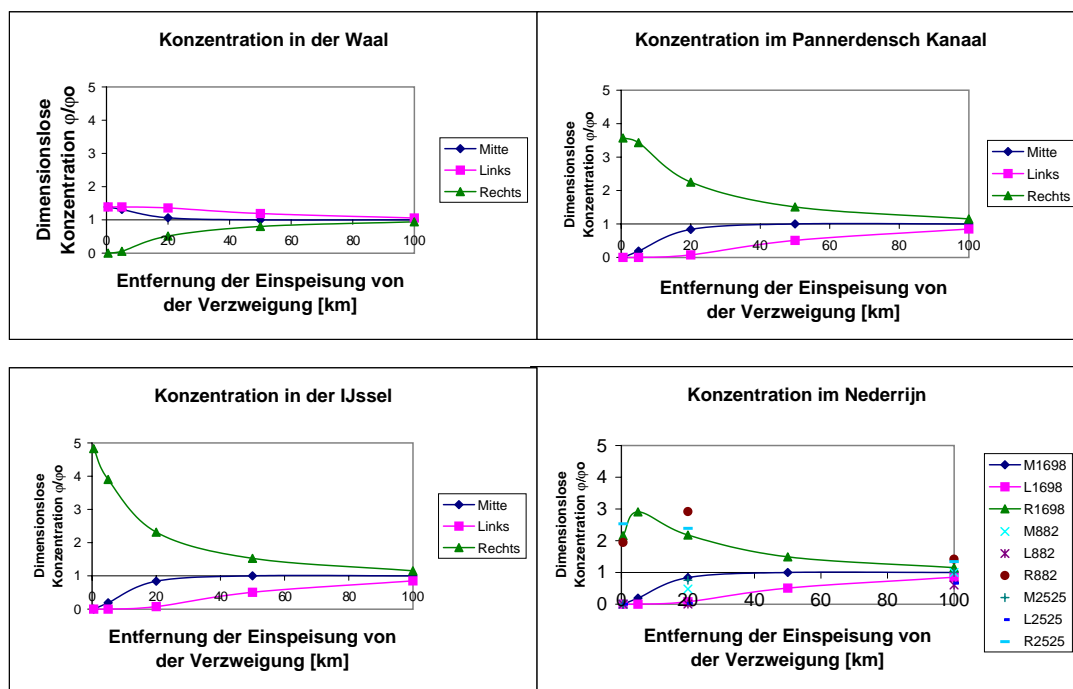 Konzentration in der Waal
Dimensionslose
Konzentration φ/φo
5
4
3
2
1
0
0 20 40 60 80 100
Entfernung der Einspeisung von
der Verzweigung [km]
Mitte
Links
Rechts
Konzentration im Pannerdensch Kanaal
Dimensionslose
Konzentration φ/φo
5
4
3
2
1
0
0 20 40 60 80 100
Entfernung der Einspeisung von
der Verzweigung [km]
Mitte
Links
Rechts
Konzentration in der IJssel
Dimensionslose
Konzentration φ/φo
5
4
3
2
1
0
0 20 40 60 80 100
Entfernung der Einspeisung von
der Verzweigung [km]
Mitte
Links
Rechts
Konzentration im Nederrijn
Dimensionslose
Konzentration φ/φo
5
4
3
2
1
0
0 20 40 60 80 100
Entfernung der Einspeisung von
der Verzweigung [km]
M1698
L1698
R1698
M882
L882
R882
M2525
L2525
R2525